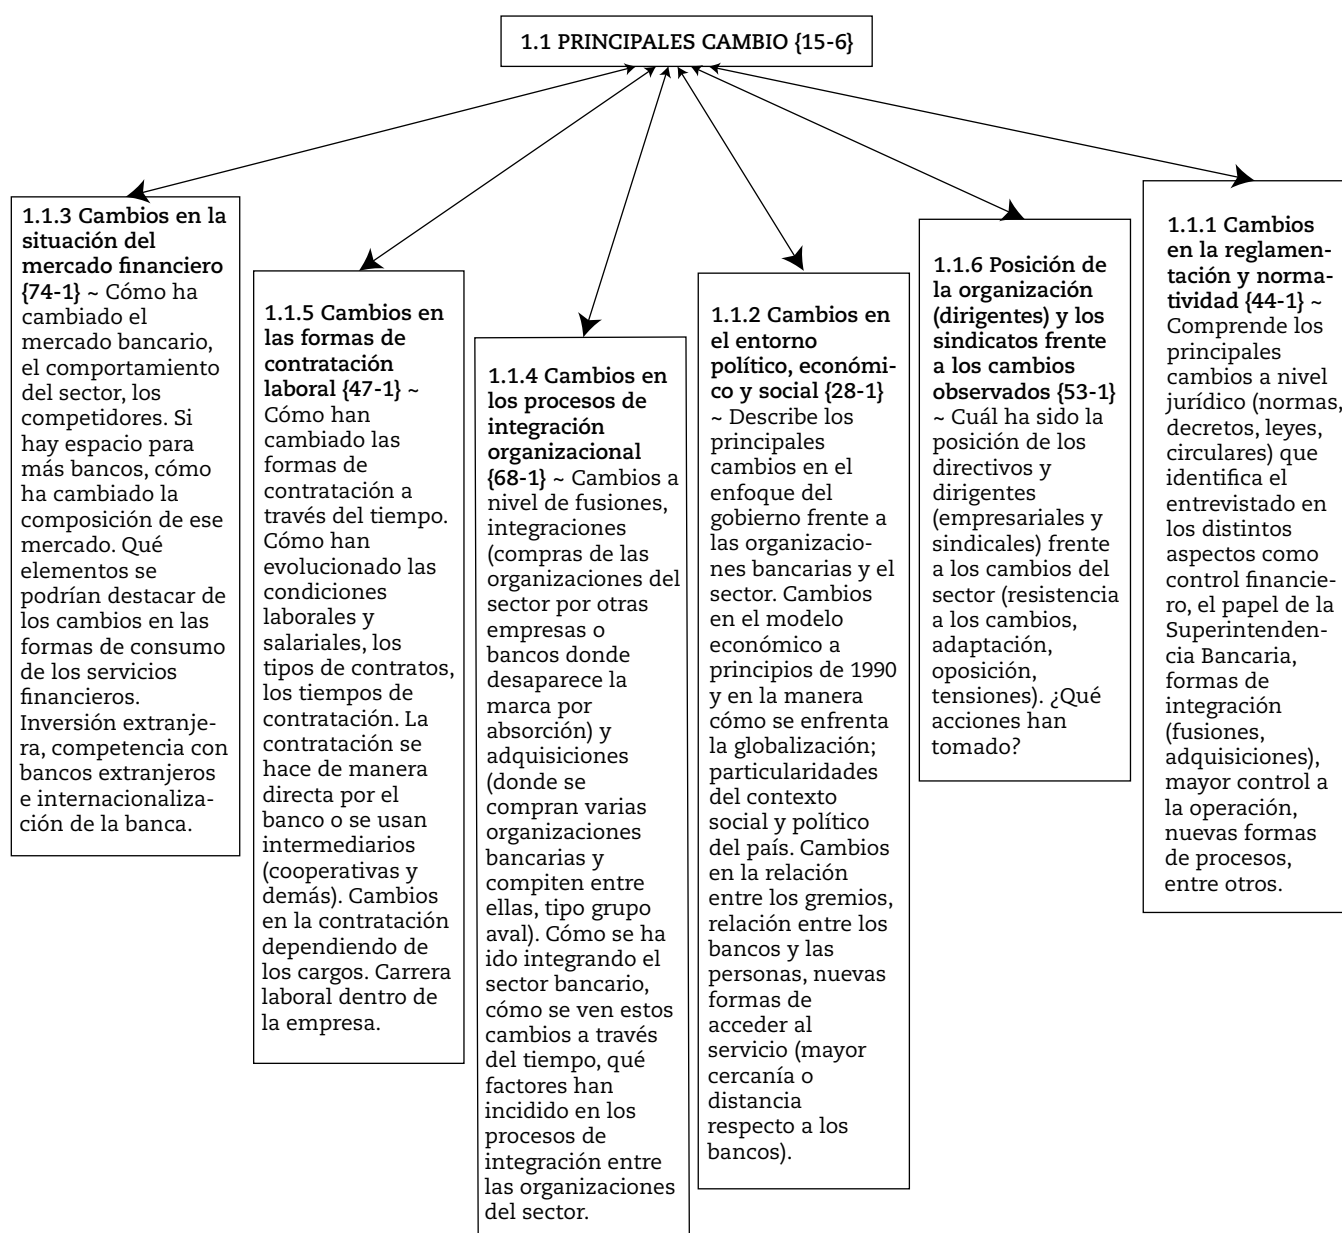 1.1 PRINCIPALES CAMBIO {15-6}
1.1.3 Cambios en la
situación del
mercado financiero
{74-1} ~ Cómo ha
cambiado el
mercado bancario,
el comportamiento
del sector, los
competidores. Si
hay espacio para
más bancos, cómo
ha cambiado la
composición de ese
mercado. Qué
elementos se
podrían destacar de
los cambios en las
formas de consumo
de los servicios
financieros.
Inversión extranje-
ra, competencia con
bancos extranjeros
e internacionaliza-
ción de la banca.
1.1.5 Cambios en
las formas de
contratación
laboral {47-1} ~
Cómo han
cambiado las
formas de
contratación a
través del tiempo.
Cómo han
evolucionado las
condiciones
laborales y
salariales, los
tipos de contratos,
los tiempos de
contratación. La
contratación se
hace de manera
directa por el
banco o se usan
intermediarios
(cooperativas y
demás). Cambios
en la contratación
dependiendo de
los cargos. Carrera
laboral dentro de
la empresa.
1.1.4 Cambios en
los procesos de
integración
organizacional
{68-1} ~ Cambios a
nivel de fusiones,
integraciones
(compras de las
organizaciones del
sector por otras
empresas o
bancos donde
desaparece la
marca por
absorción) y
adquisiciones
(donde se
compran varias
organizaciones
bancarias y
compiten entre
ellas, tipo grupo
aval). Cómo se ha
ido integrando el
sector bancario,
cómo se ven estos
cambios a través
del tiempo, qué
factores han
incidido en los
procesos de
integración entre
las organizaciones
del sector.
1.1.2 Cambios en
el entorno
político, económi-
co y social {28-1}
~ Describe los
principales
cambios en el
enfoque del
gobierno frente a
las organizacio-
nes bancarias y el
sector. Cambios
en el modelo
económico a
principios de 1990
y en la manera
cómo se enfrenta
la globalización;
particularidades
del contexto
social y político
del país. Cambios
en la relación
entre los gremios,
relación entre los
bancos y las
personas, nuevas
formas de
acceder al
servicio (mayor
cercanía o
distancia
respecto a los
bancos).
1.1.6 Posición de
la organización
(dirigentes) y los
sindicatos frente
a los cambios
observados {53-1}
~ Cuál ha sido la
posición de los
directivos y
dirigentes
(empresariales y
sindicales) frente
a los cambios del
sector (resistencia
a los cambios,
adaptación,
oposición,
tensiones). ¿Qué
acciones han
tomado?
1.1.1 Cambios
en la reglamen-
tación y norma-
tividad {44-1} ~
Comprende los
principales
cambios a nivel
jurídico (normas,
decretos, leyes,
circulares) que
identifica el
entrevistado en
los distintos
aspectos como
control financie-
ro, el papel de la
Superintenden-
cia Bancaria,
formas de
integración
(fusiones,
adquisiciones),
mayor control a
la operación,
nuevas formas
de procesos,
entre otros.